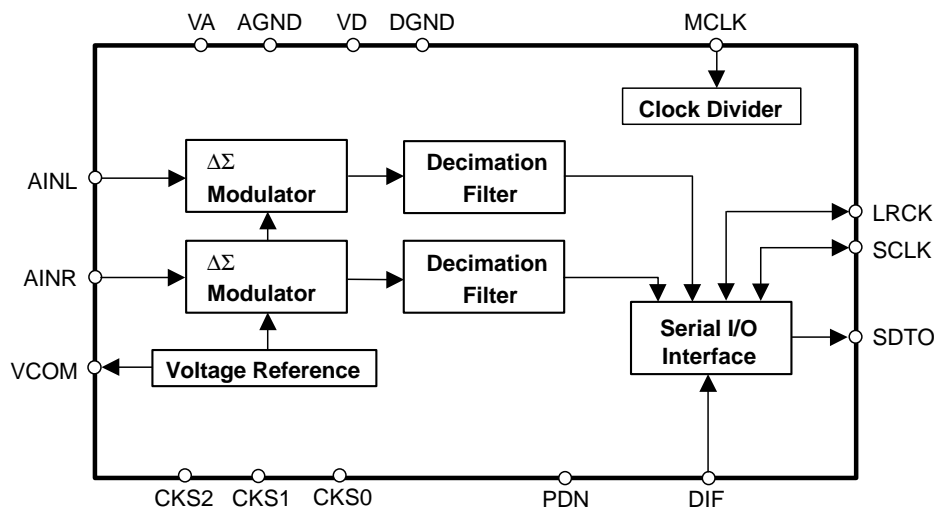 VA AGND VD DGND MCLK
Clock Divider
AINL
ΔΣ
Modulator
Decimation
Filter
LRCK
SCLK
AINR
ΔΣ
Modulator
Decimation
Filter
Serial I/O
Interface
SDTO
VCOM
Voltage Reference
CKS2 CKS1 CKS0 PDN DIF